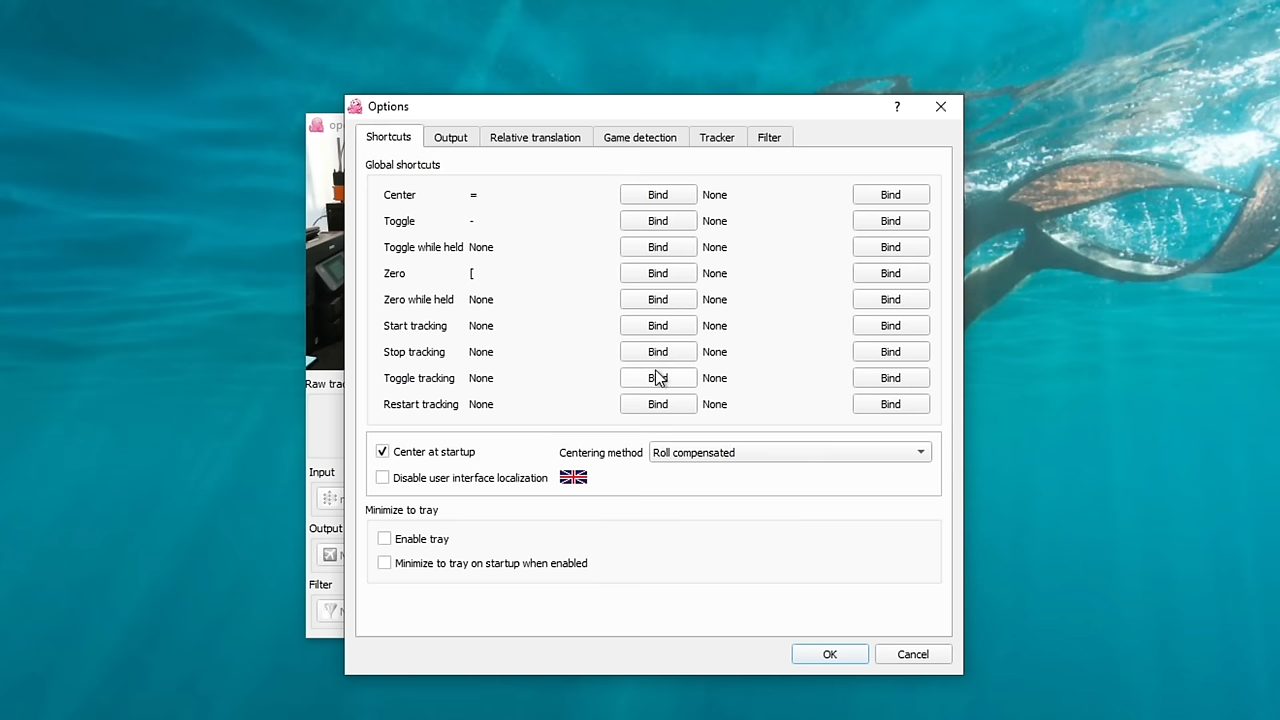 Options
?
Shortcuts Output Relative translation Game detection Tracker Filter
Global shortcuts
Center = Bind None Bind
Toggle - Bind None Bind
Toggle while held None Bind None Bind
Zero [ Bind None Bind
Zero while held None Bind None Bind
Start tracking None Bind None Bind
Stop tracking None Bind None Bind
Toggle tracking None Bind None Bind
Restart tracking None Bind None Bind
Center at startup Centering method Roll compensated
Disable user interface localization
Minimize to tray
Enable tray
Minimize to tray on startup when enabled
OK Cancel
Raw
Input
Output
Filter